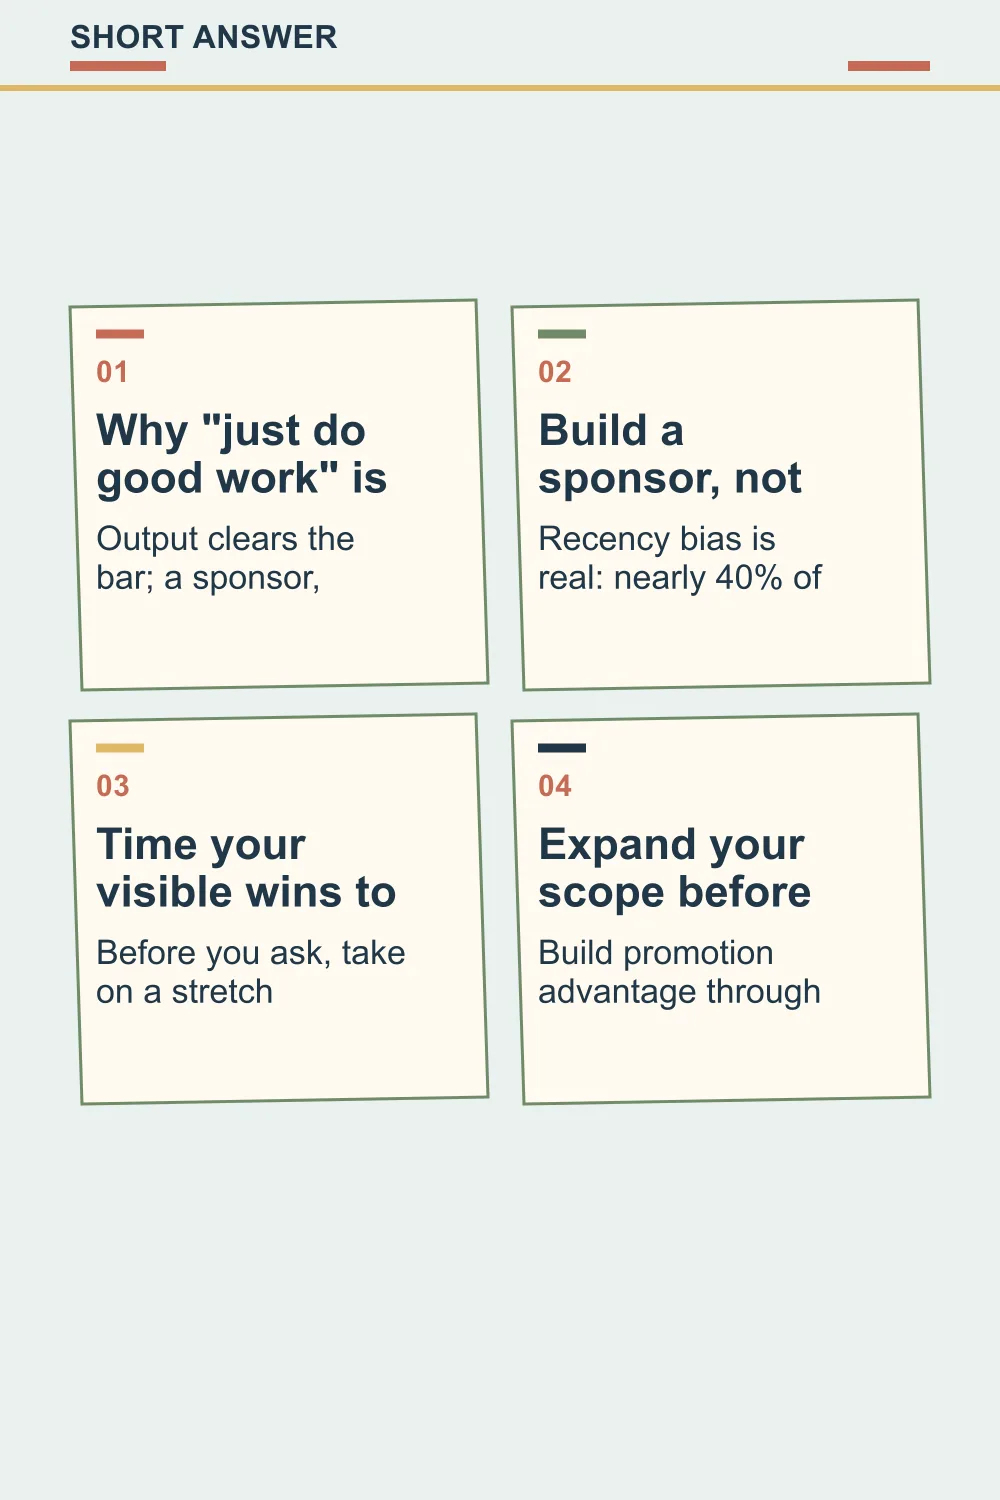 SHORT ANSWER
01
Why "just do
good work" is
Output clears the
bar; a sponsor,
02
Build a
sponsor, not
Recency bias is
real: nearly 40% of
03
Time your
visible wins to
Before you ask, take
on a stretch
04
Expand your
scope before
Build promotion
advantage through